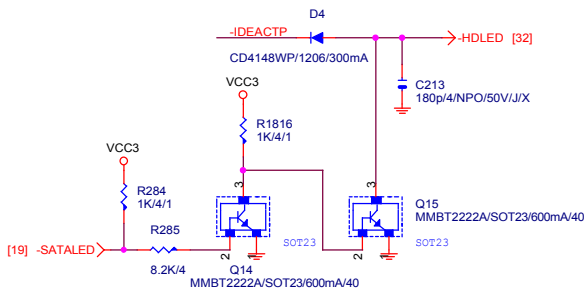 D4
-IDEACTP
-HDLED [32]
CD4148WP/1206/300mA
VCC3
C213
180p/4/NPO/50V/J/X
R1816
1K/4/1
VCC3
R284
1K/4/1
3
3
Q15
MMBT2222A/SOT23/600mA/40
R285
SOT23
SOT23
[19] -SATALED
2
1
2
1
8.2K/4
Q14
MMBT2222A/SOT23/600mA/40